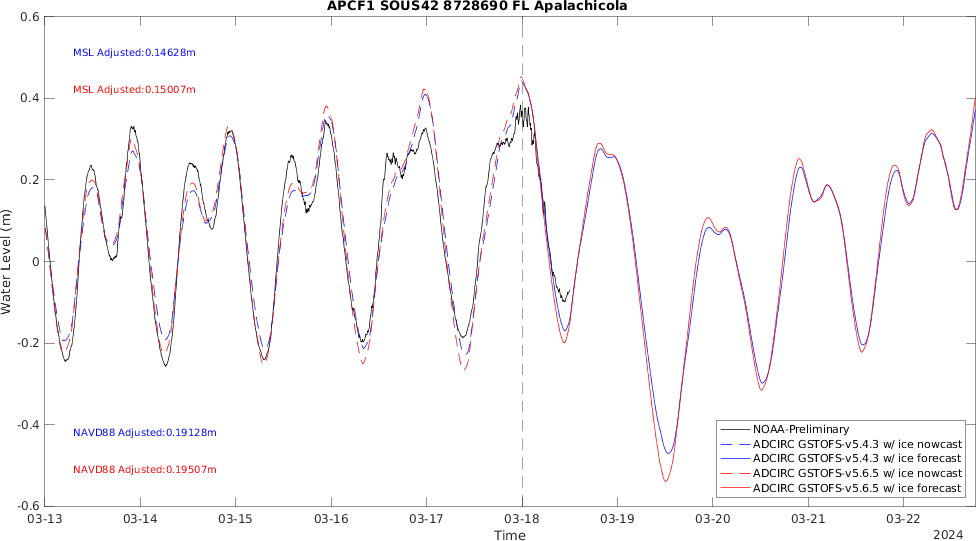 APCF1 SOUS42 8728690 FL Apalachicola
0.6
0.4
0.2
0
-0.2
-0.4
-0.6
Water Level (m)
MSL Adjusted:0.14628m
MSL Adjusted:0.15007m
NAVD88 Adjusted:0.19128m
NAVD88 Adjusted:0.19507m
NOAA-Preliminary
ADCIRC GSTOFS-v5.4.3 w/ ice nowcast
ADCIRC GSTOFS-v5.4.3 w/ ice forecast
ADCIRC GSTOFS-v5.6.5 w/ ice nowcast
ADCIRC GSTOFS-v5.6.5 w/ ice forecast
03-13 03-14 03-15 03-16 03-17 03-18 03-19 03-20 03-21 03-22
Time
2024